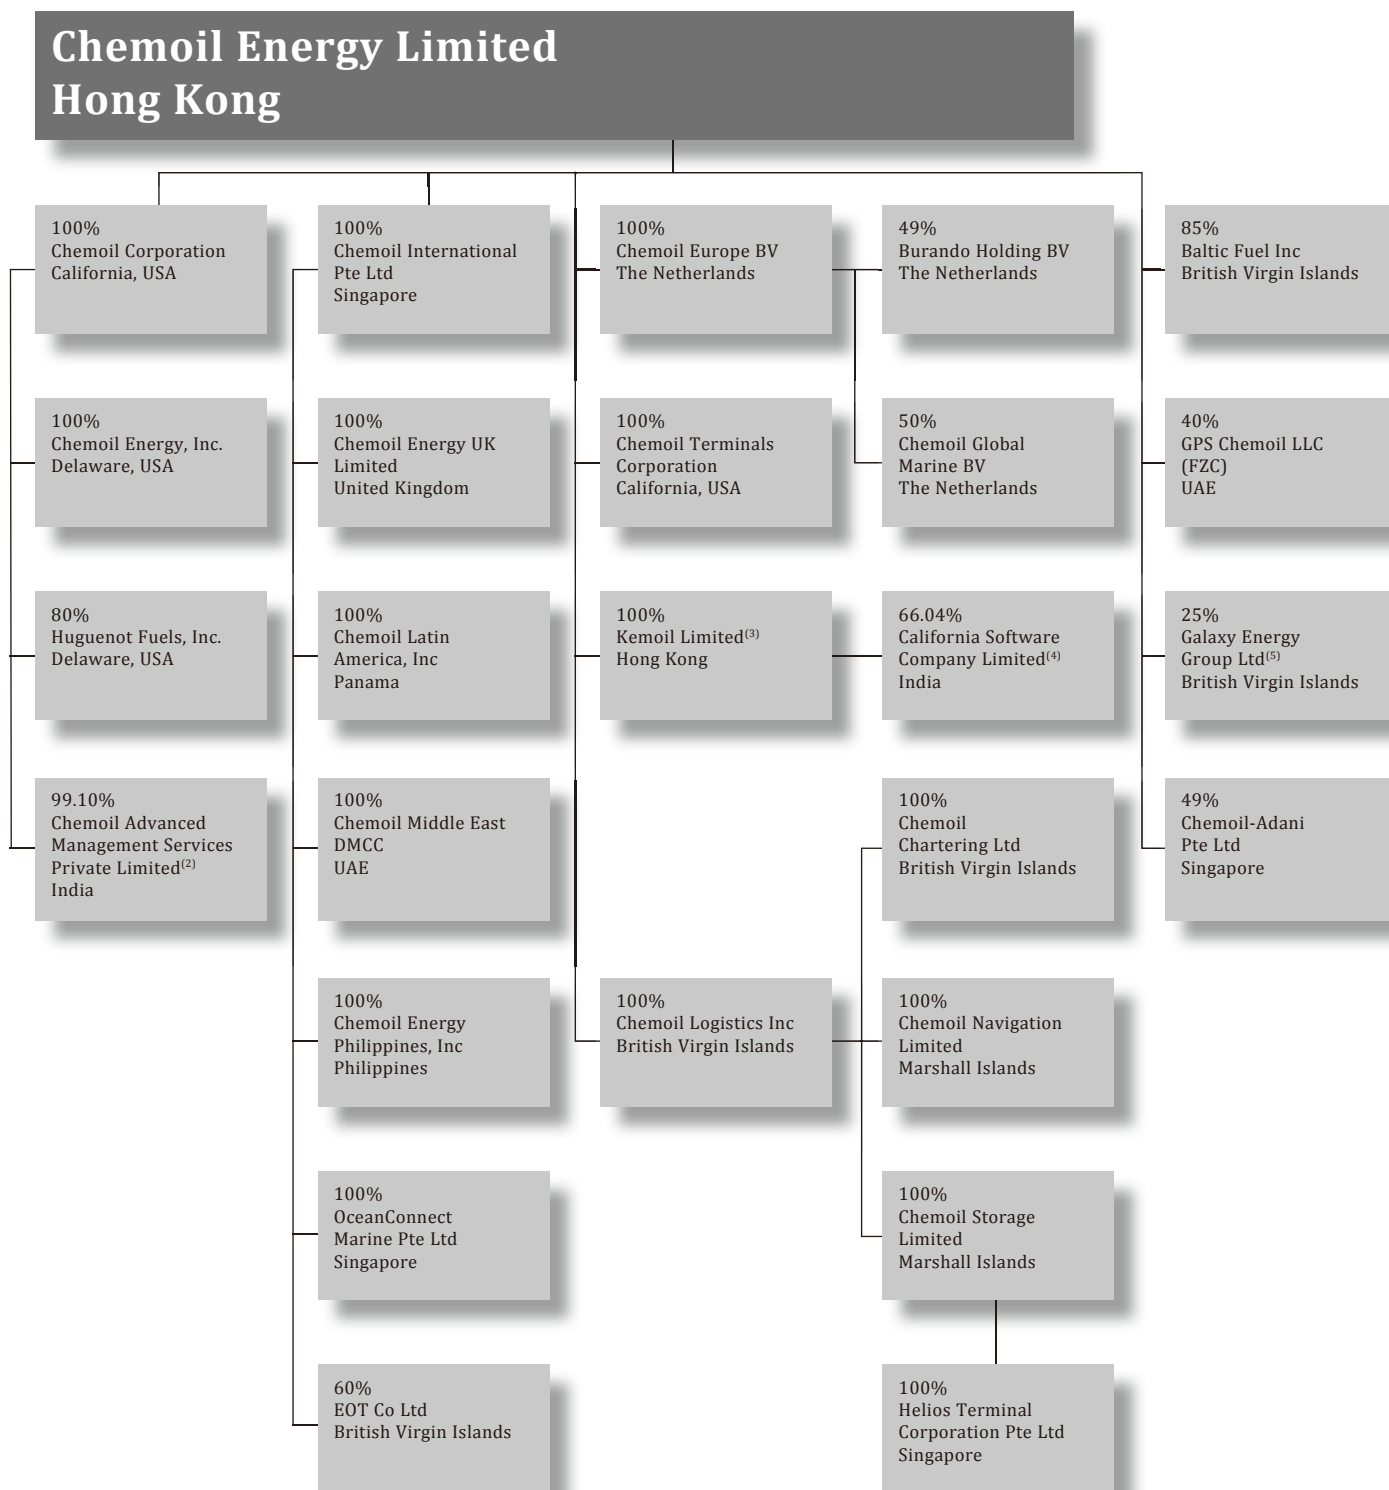 Chemoil Energy Limited
Hong Kong
100%
Chemoil Corporation
California, USA
100%
Chemoil International
Pte Ltd
Singapore
100%
Chemoil Europe BV
The Netherlands
49%
Burando Holding BV
The Netherlands
85%
Baltic Fuel Inc
British Virgin Islands
100%
Chemoil Energy, Inc.
Delaware, USA
100%
Chemoil Energy UK
Limited
United Kingdom
100%
Chemoil Terminals
Corporation
California, USA
50%
Chemoil Global
Marine BV
The Netherlands
40%
GPS Chemoil LLC
(FZC)
UAE
80%
Huguenot Fuels, Inc.
Delaware, USA
100%
Chemoil Latin
America, Inc
Panama
100%
Kemoil Limited(3)
Hong Kong
66.04%
California Software
Company Limited(4)
India
25%
Galaxy Energy
Group Ltd(5)
British Virgin Islands
99.10%
Chemoil Advanced
Management Services
Private Limited(2)
India
100%
Chemoil Middle East
DMCC
UAE
100%
Chemoil
Chartering Ltd
British Virgin Islands
49%
Chemoil-Adani
Pte Ltd
Singapore
100%
Chemoil Energy
Philippines, Inc
Philippines
100%
Chemoil Logistics Inc
British Virgin Islands
100%
Chemoil Navigation
Limited
Marshall Islands
100%
OceanConnect
Marine Pte Ltd
Singapore
100%
Chemoil Storage
Limited
Marshall Islands
60%
EOT Co Ltd
British Virgin Islands
100%
Helios Terminal
Corporation Pte Ltd
Singapore